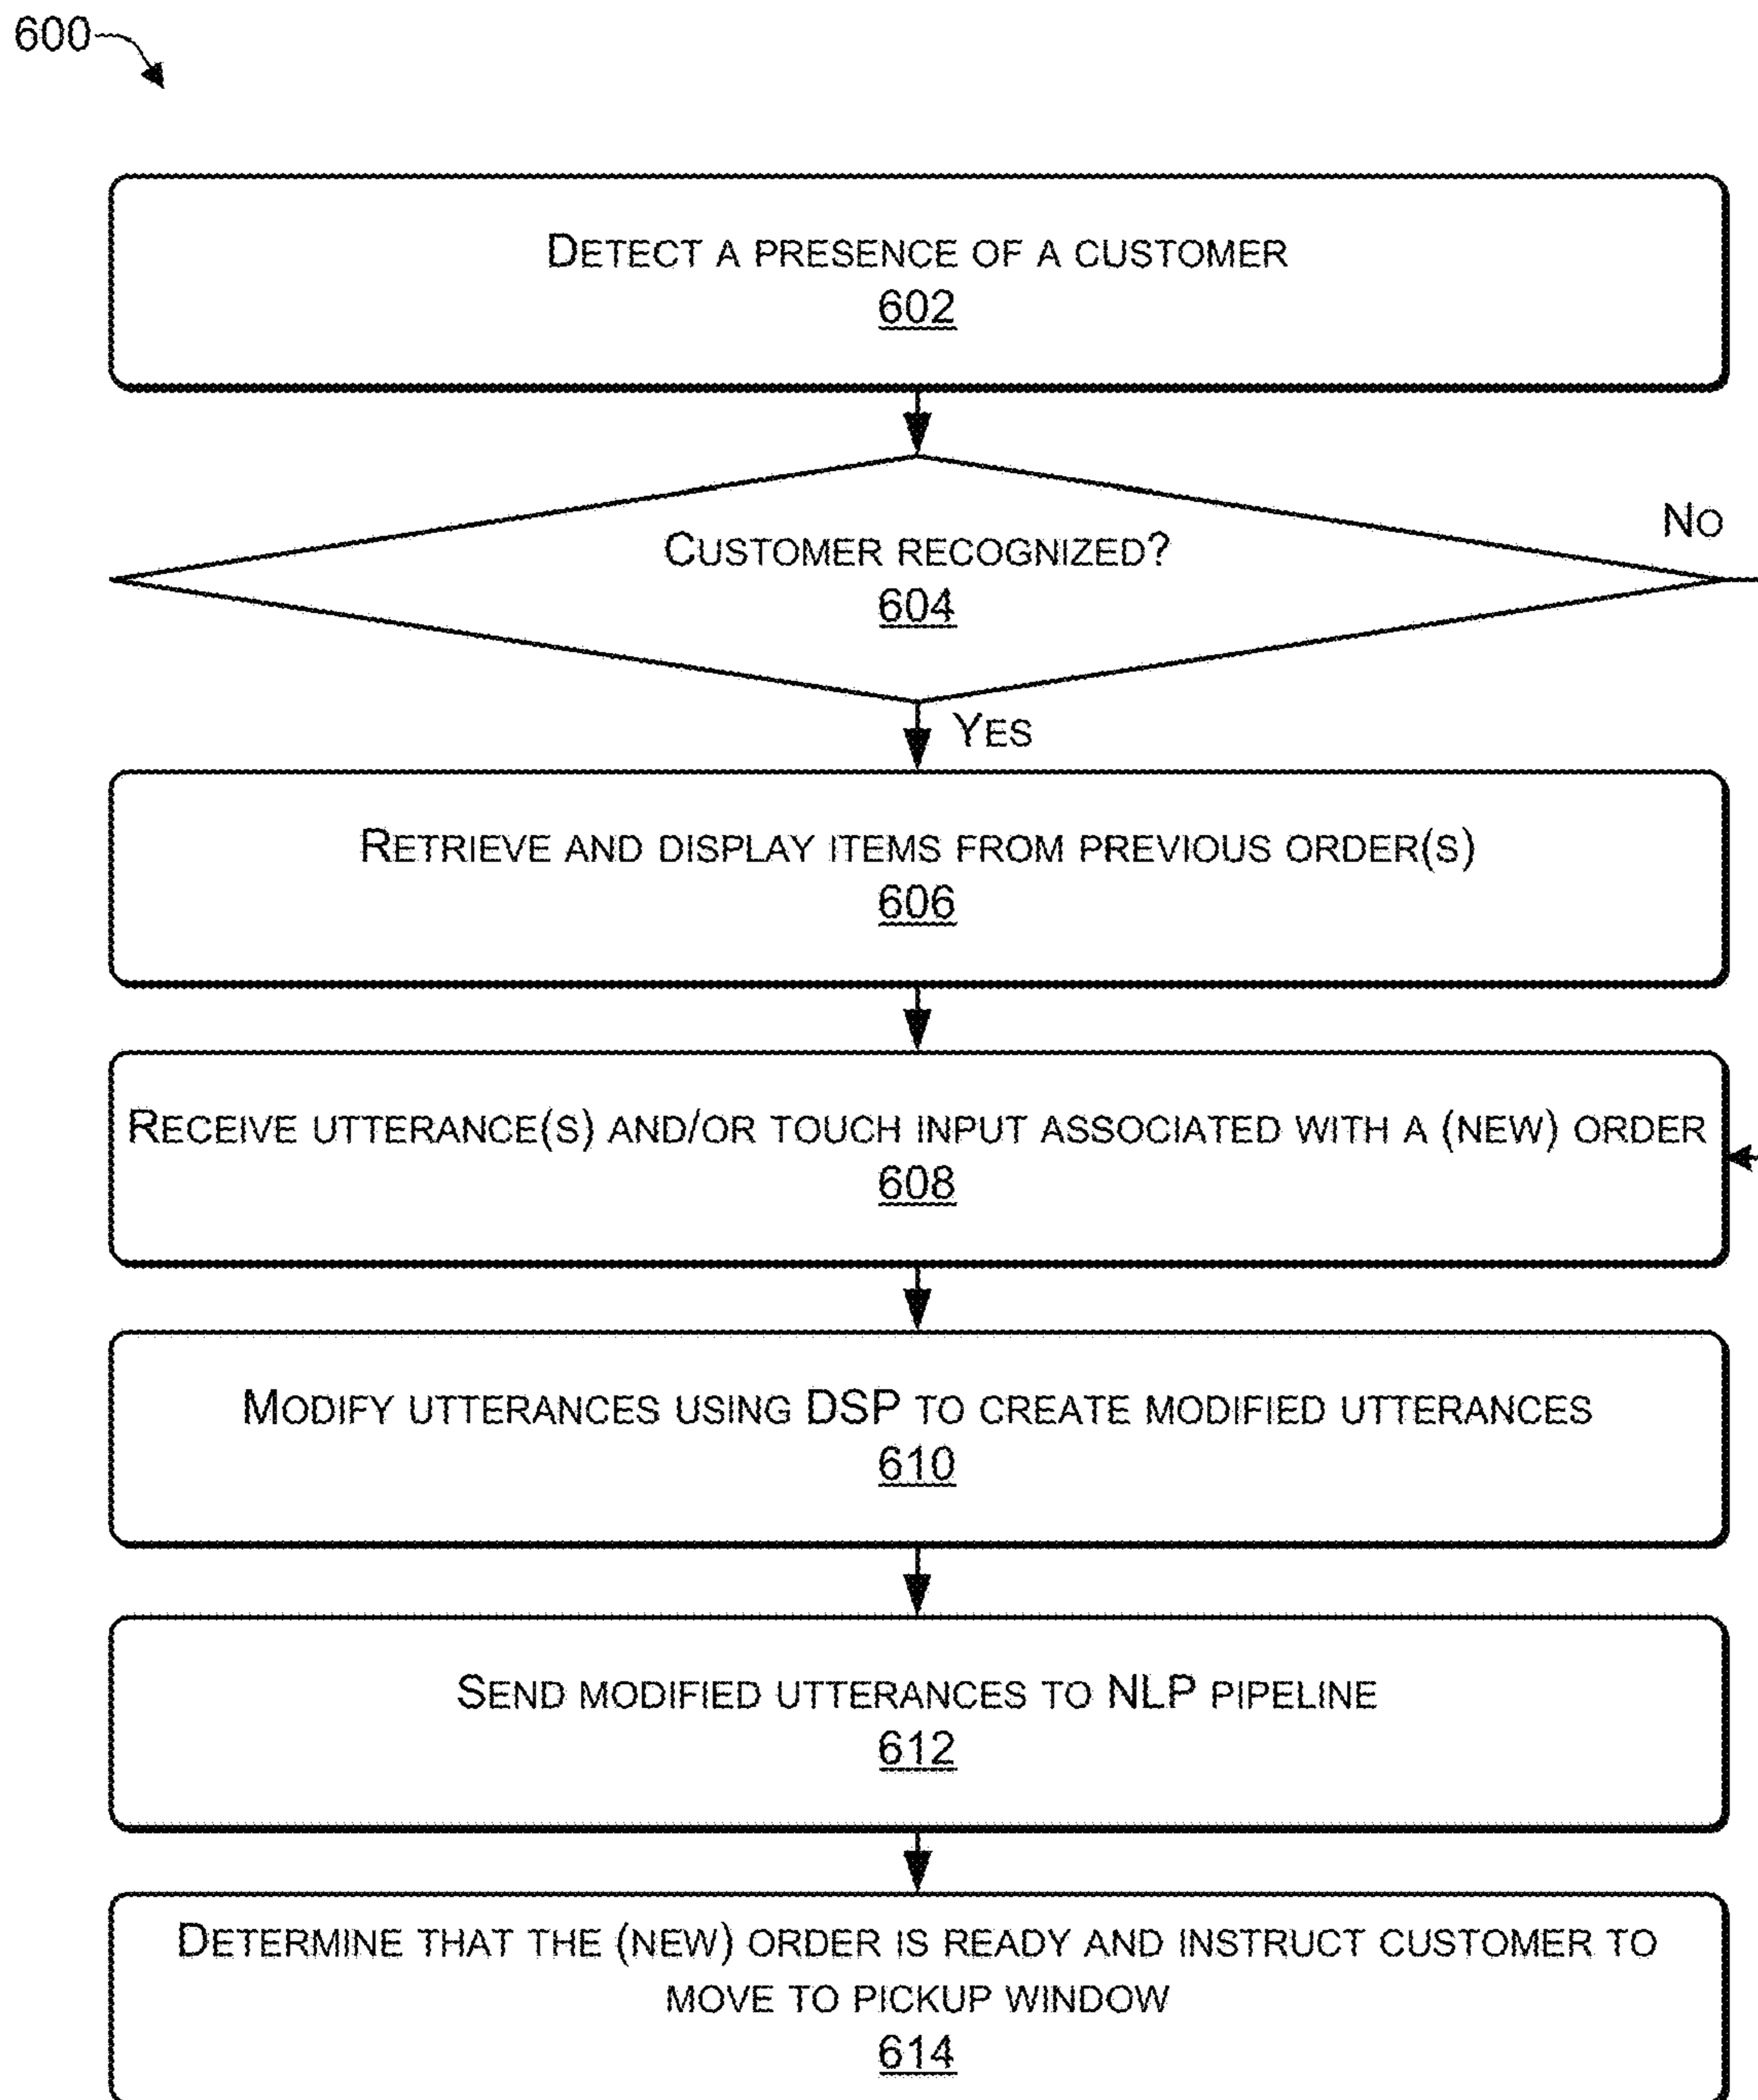 600
DETECT A PRESENCE OF A CUSTOMER
602
CUSTOMER RECOGNIZED?
604
NO
YES
RETRIEVE AND DISPLAY ITEMS FROM PREVIOUS ORDER(S)
606
RECEIVE UTTERANCE(S) AND/OR TOUCH INPUT ASSOCIATED WITH A (NEW) ORDER
608
MODIFY UTTERANCES USING DSP TO CREATE MODIFIED UTTERANCES
610
SEND MODIFIED UTTERANCES TO NLP PIPELINE
612
DETERMINE THAT THE (NEW) ORDER IS READY AND INSTRUCT CUSTOMER TO
MOVE TO PICKUP WINDOW
614